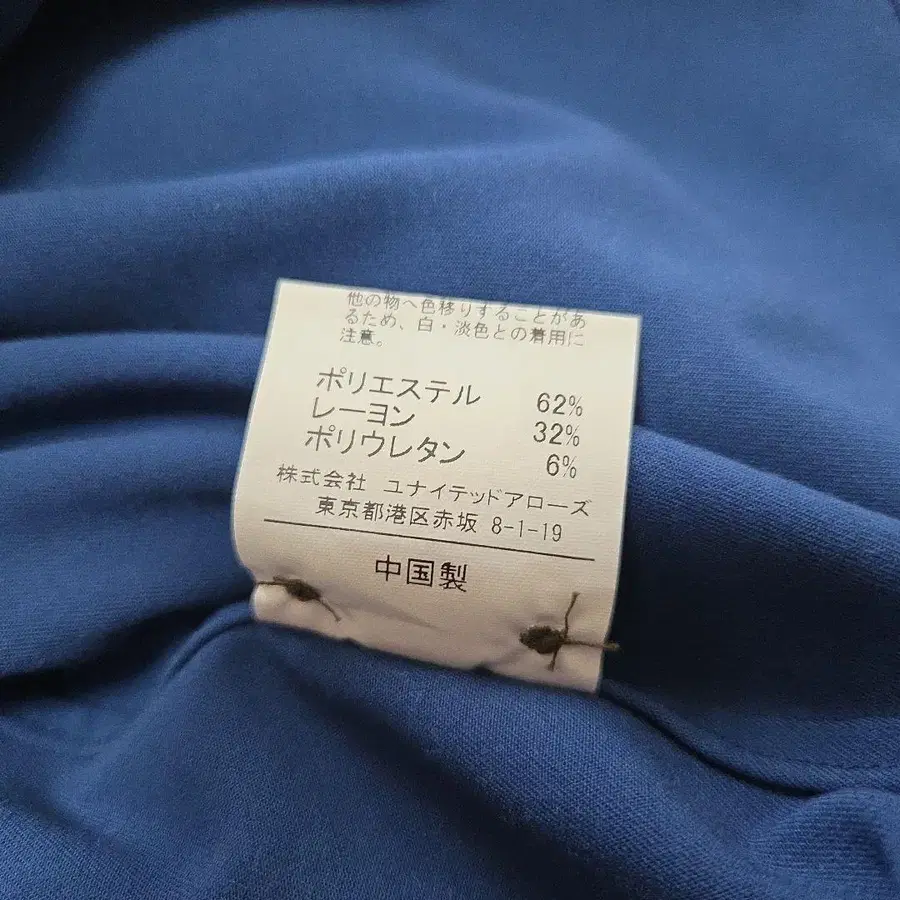 他の物へ色移りすることがあ
るため、白・淡色との着用に
注意。
ポリエステル 62%
レーヨン 32%
ポリウレタン 6%
株式会社 ユナイテッドアローズ
東京都港区赤坂 8-1-19
中国製